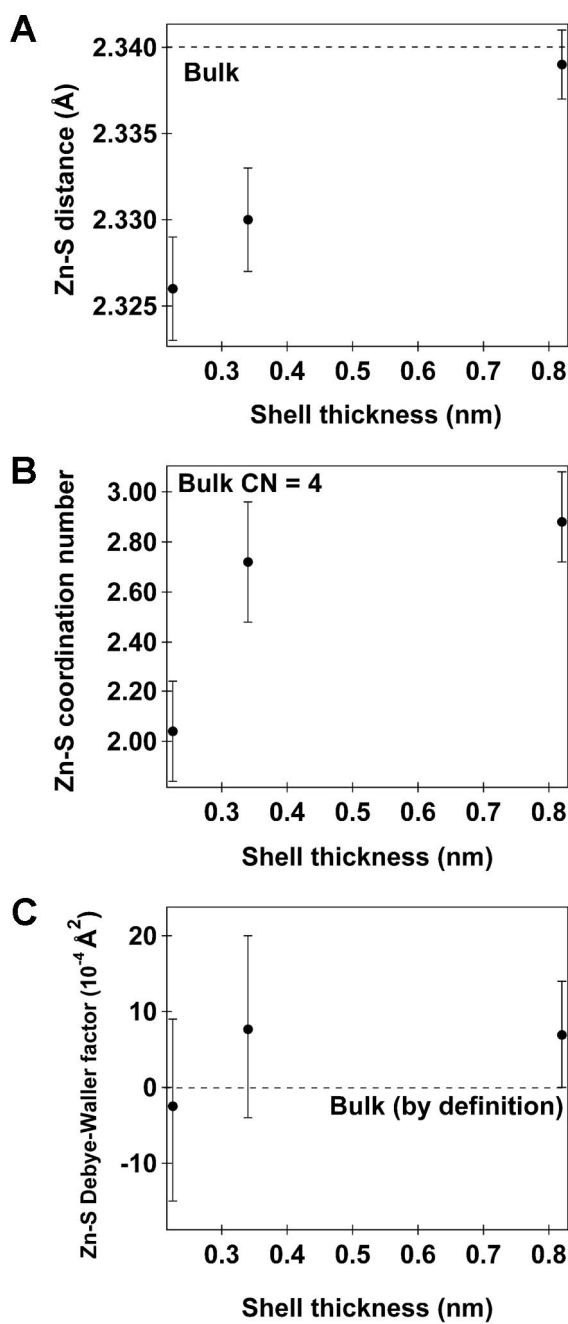 A
Zn-S distance (Å)
2.340
2.335
2.330
2.325
Bulk
0.3 0.4 0.5 0.6 0.7 0.8
Shell thickness (nm)
B
Zn-S coordination number
Bulk CN = 4
3.00
2.80
2.60
2.40
2.20
2.00
0.3 0.4 0.5 0.6 0.7 0.8
Shell thickness (nm)
C
Zn-S Debye-Waller factor (10⁻⁴ Å²)
20
10
0
-10
Bulk (by definition)
0.3 0.4 0.5 0.6 0.7 0.8
Shell thickness (nm)